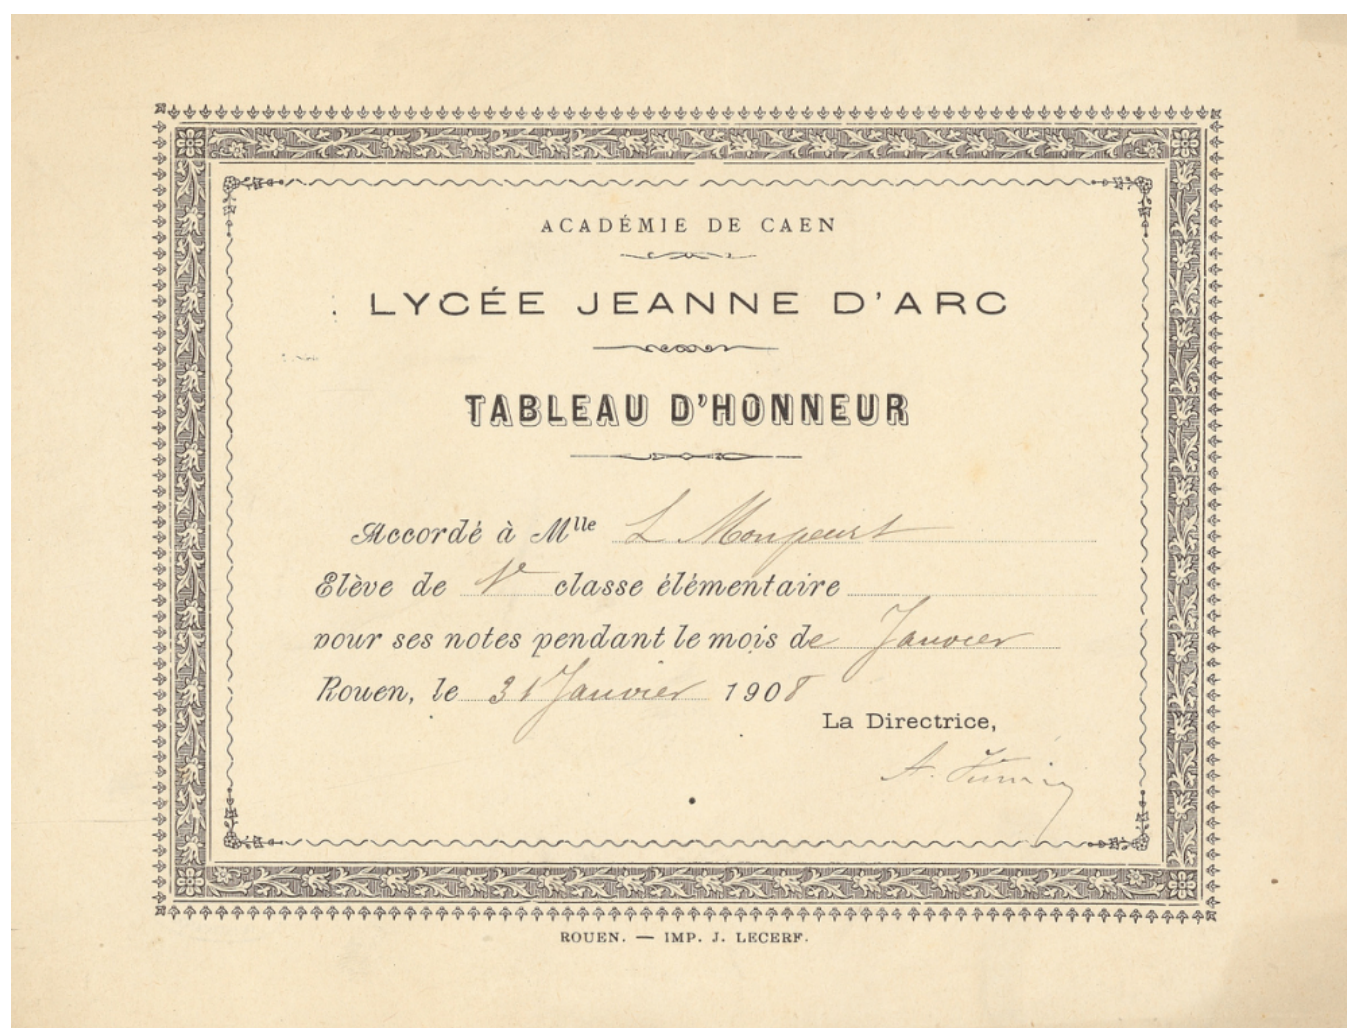 ACADÉMIE DE CAEN
LYCÉE JEANNE D'ARC
TABLEAU D'HONNEUR
Accordé à Mlle L
Elève de 1re classe élémentaire
pour ses notes pendant le mois de Janvier
Rouen, le 31 Janvier 1908
La Directrice,
A.
ROUEN. — IMP. J. LECERF.